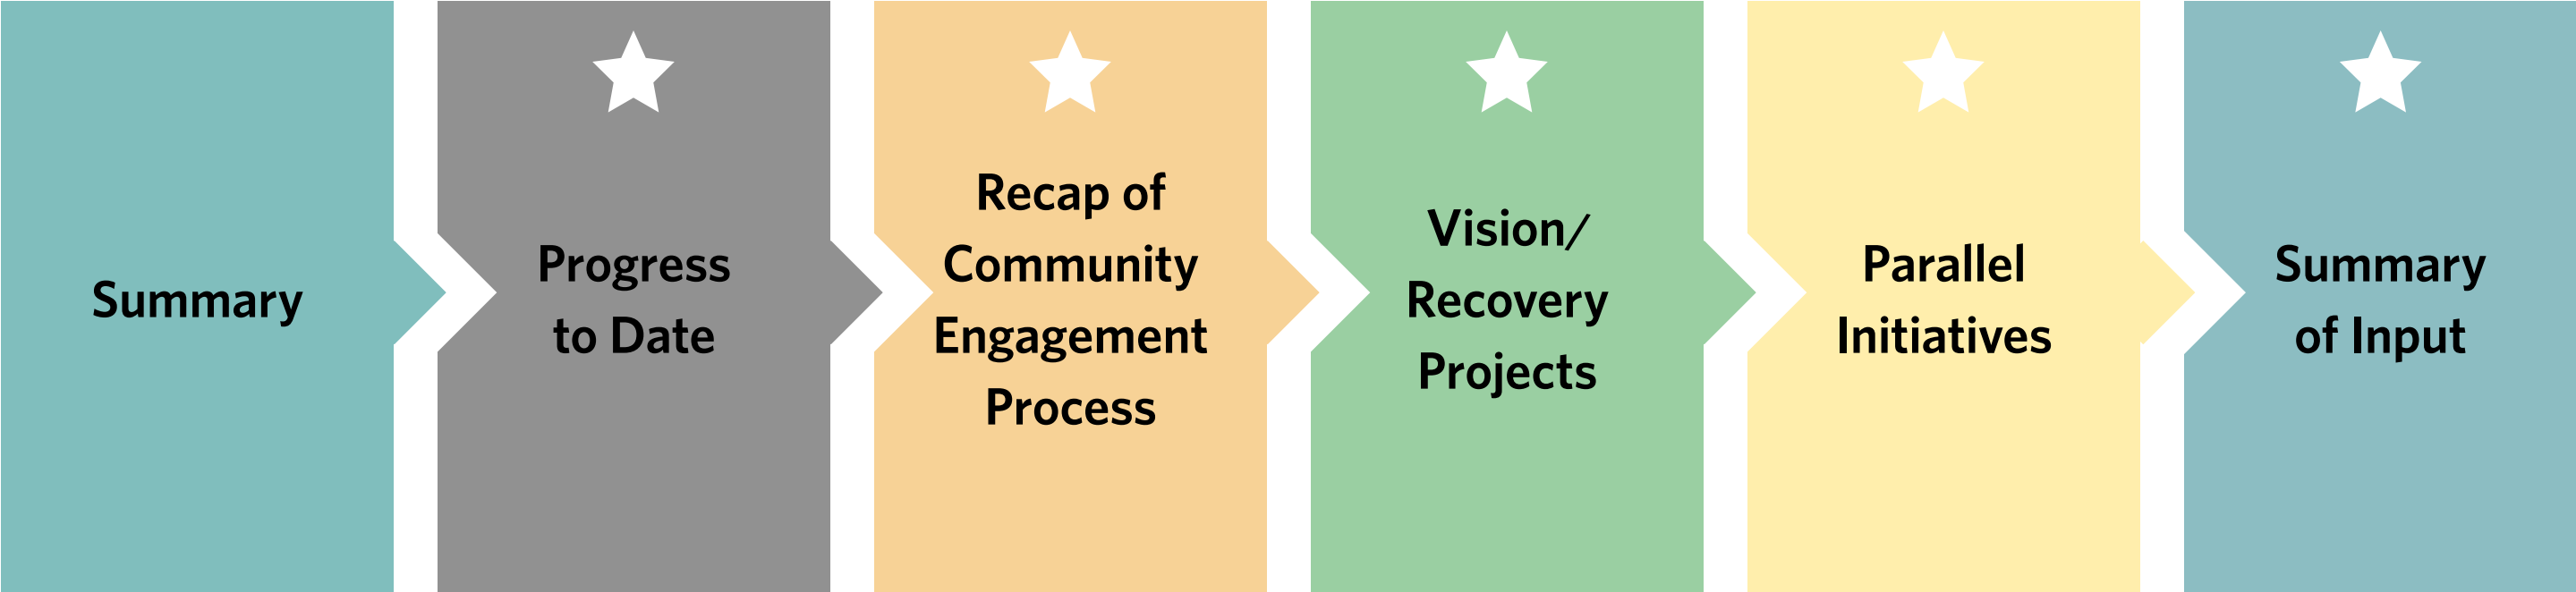 Summary
Progress
to Date
Recap of
Community
Engagement
Process
Vision/
Recovery
Projects
Parallel
Initiatives
Summary
of Input